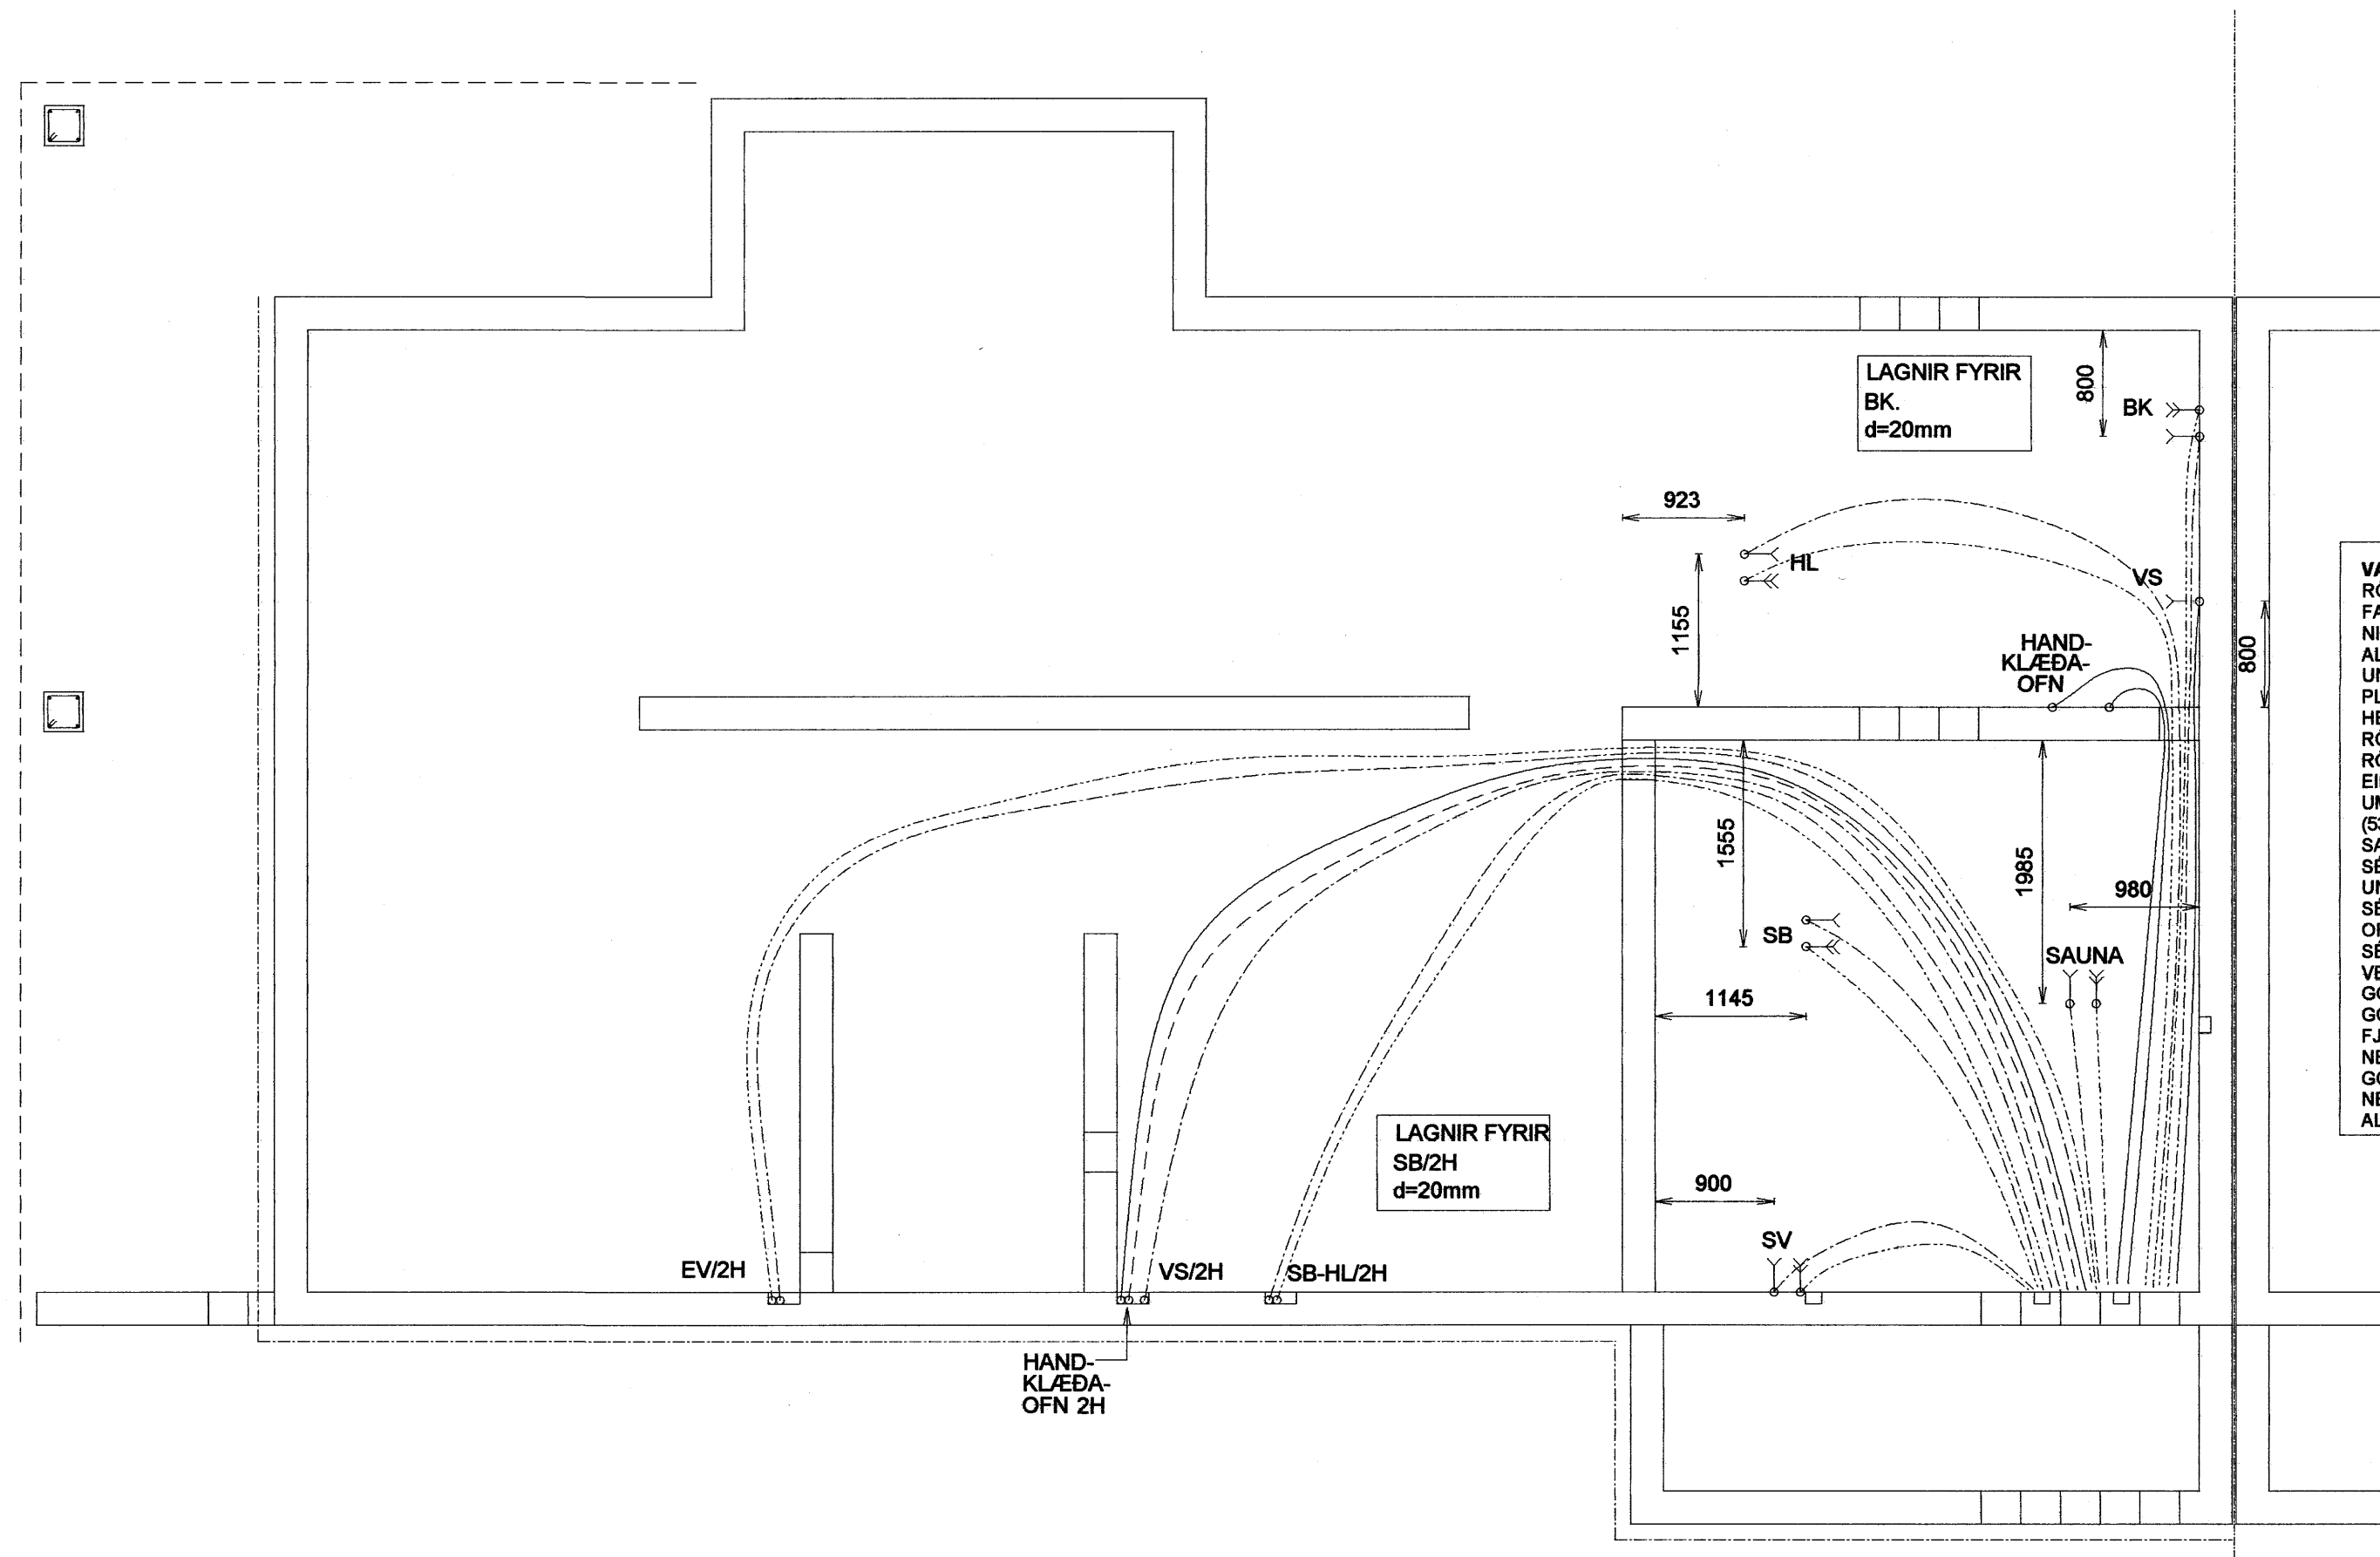 LAGNIR FYRIR
BK.
d=20mm
800
BK
923
HL
1155
VS
HAND-
KLÆÐA-
OFN
800
1555
1985
980
SB
SAUNA
1145
LAGNIR FYRIR
SB/2H
d=20mm
900
SV
EV/2H
VS/2H
SB-HL/2H
HAND-
KLÆÐA-
OFN 2H